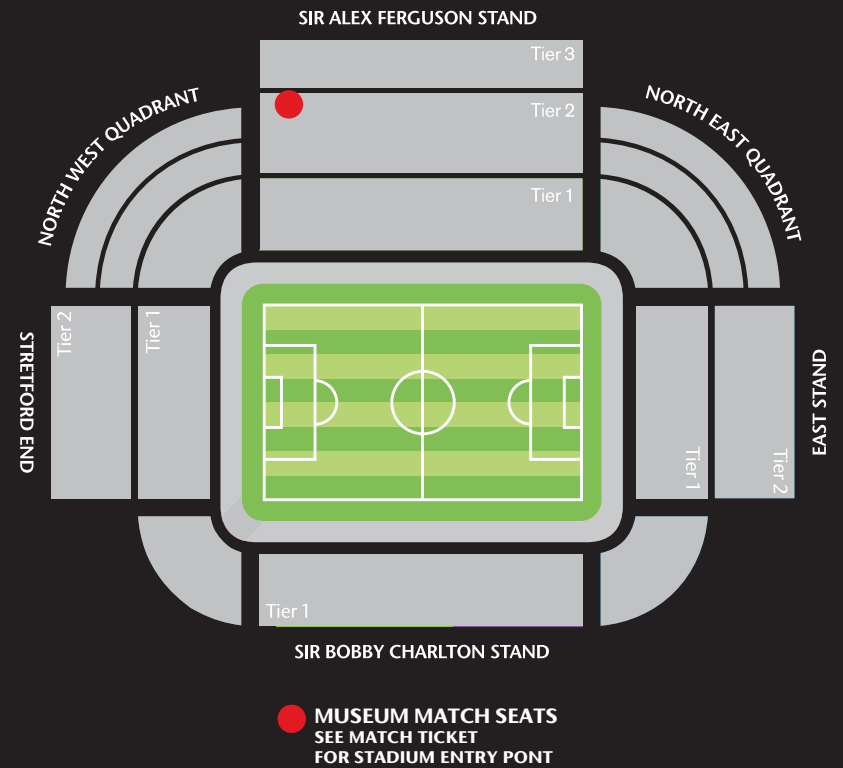 SIR ALEX FERGUSON STAND
Tier 3
NORTH WEST QUADRANT
NORTH EAST QUADRANT
Tier 2
Tier 1
STRETFORD END
Tier 2
Tier 1
Tier 1
Tier 2
EAST STAND
Tier 1
SIR BOBBY CHARLTON STAND
MUSEUM MATCH SEATS
SEE MATCH TICKET
FOR STADIUM ENTRY PONT